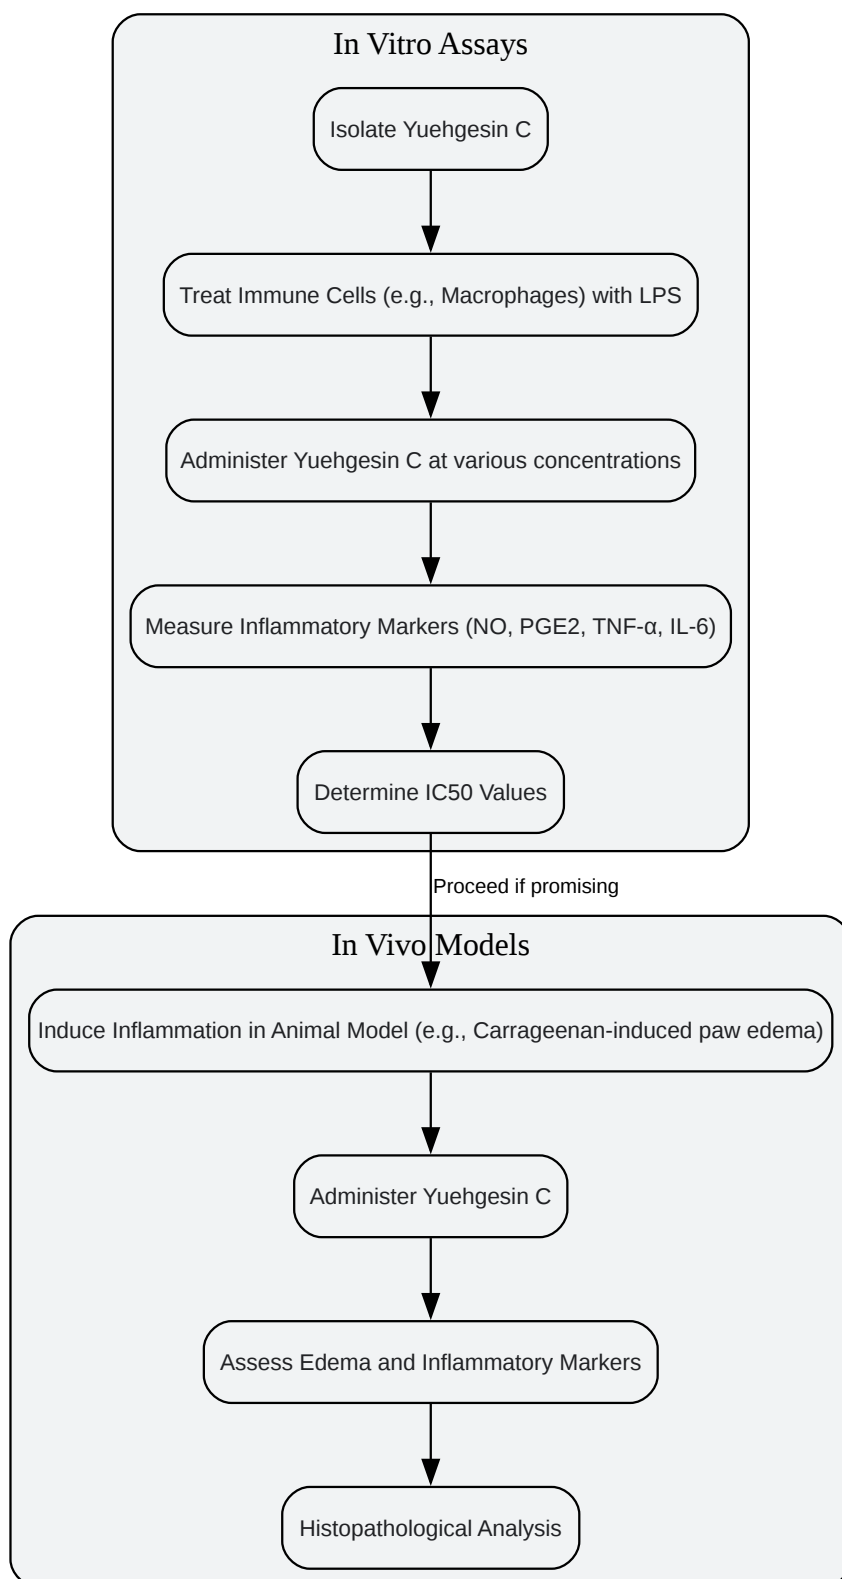 In Vitro Assays
Isolate Yuehgesin C
Treat Immune Cells (e.g., Macrophages) with LPS
Administer Yuehgesin C at various concentrations
Measure Inflammatory Markers (NO, PGE2, TNF-α, IL-6)
Determine IC50 Values
Proceed if promising
In Vivo Models
Induce Inflammation in Animal Model (e.g., Carrageenan-induced paw edema)
Administer Yuehgesin C
Assess Edema and Inflammatory Markers
Histopathological Analysis